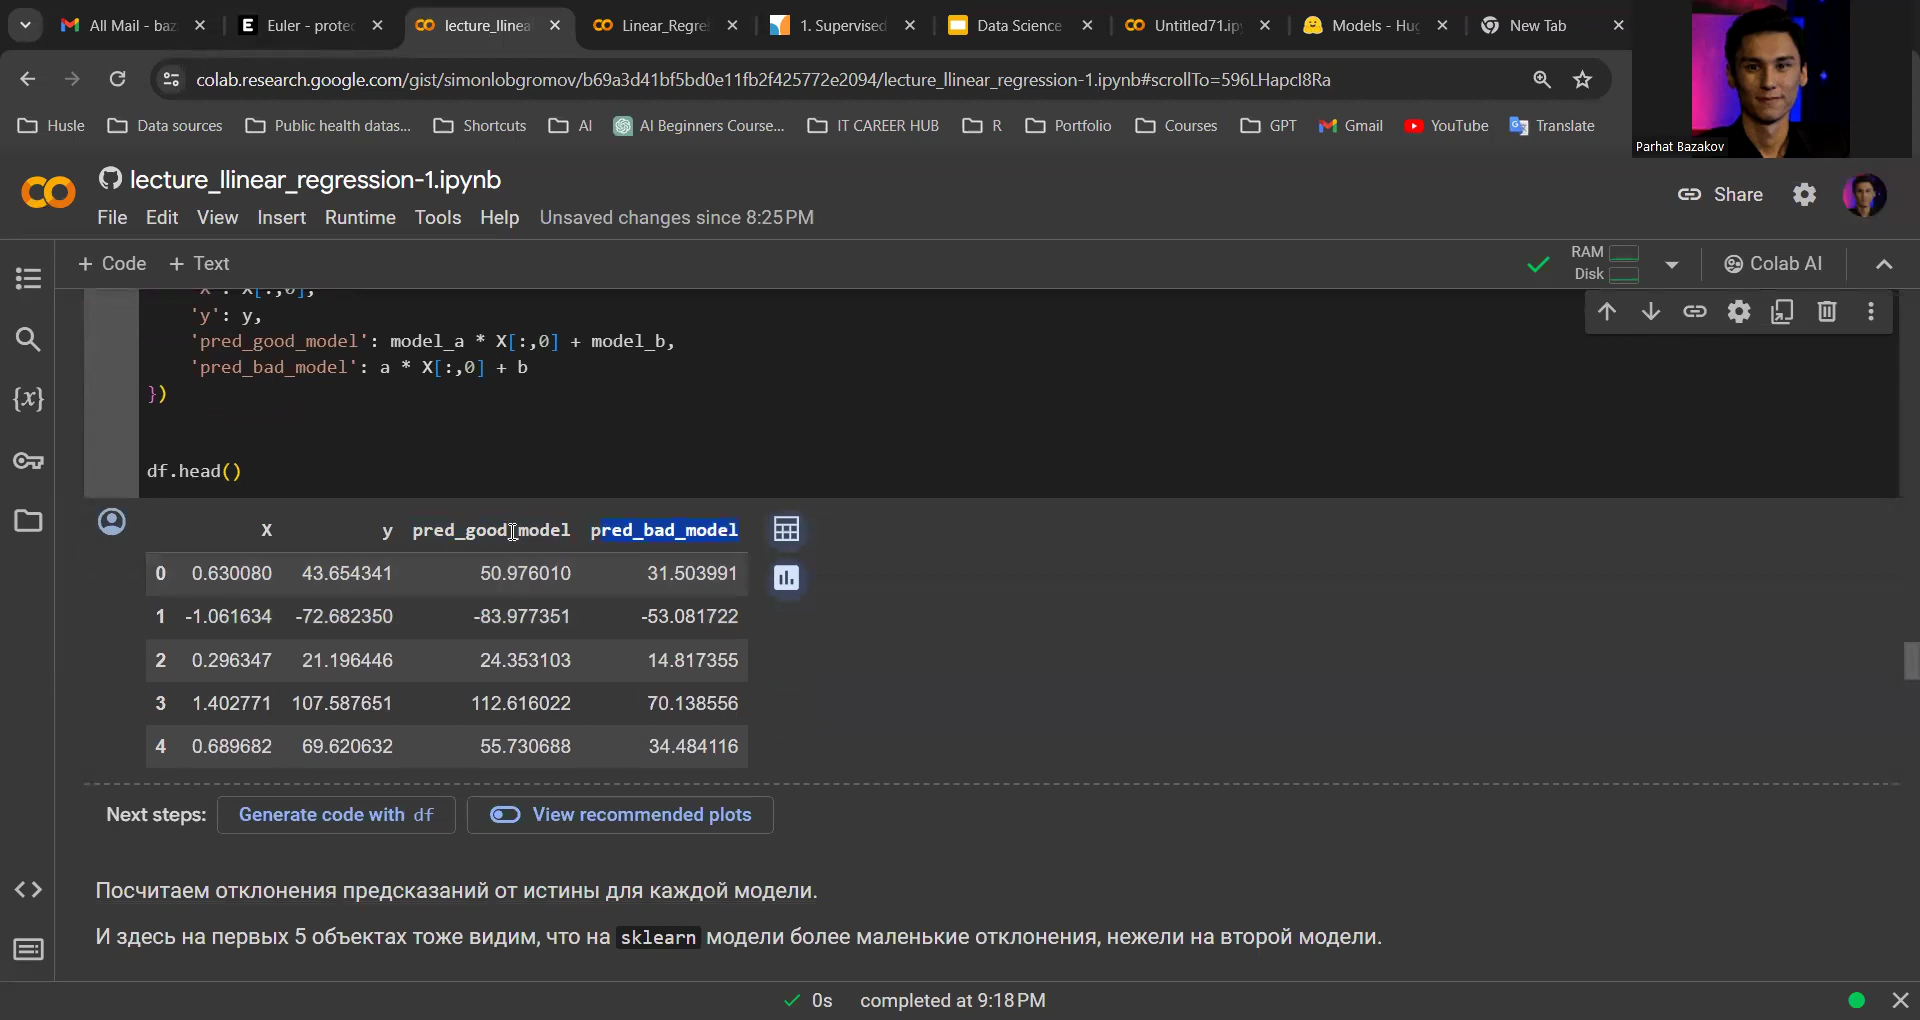 All Mail - baz
Euler - protec
lecture_llinea
Linear_Regre
1. Supervised
Data Science
Untitled71.ip
Models - Hug
New Tab
colab.research.google.com/gist/simonlobgromov/b69a3d41bf5bd0e11fb2f425772e2094/lecture_llinear_regression-1.ipynb#scrollTo=596LHapcI8Ra
Husle
Data sources
Public health datas...
Shortcuts
AI
AI Beginners Course...
IT CAREER HUB
R
Portfolio
Courses
GPT
Gmail
YouTube
Translate
Parhat Bazakov
lecture_llinear_regression-1.ipynb
File Edit View Insert Runtime Tools Help Unsaved changes since 8:25 PM
Share
+ Code + Text
RAM
Disk
Colab AI
'X': X[:,0],
'y': y,
'pred_good_model': model_a * X[:,0] + model_b,
'pred_bad_model': a * X[:,0] + b
})
df.head()
X y pred_good_model pred_bad_model
0 0.630080 43.654341 50.976010 31.503991
1 -1.061634 -72.682350 -83.977351 -53.081722
2 0.296347 21.196446 24.353103 14.817355
3 1.402771 107.587651 112.616022 70.138556
4 0.689682 69.620632 55.730688 34.484116
Next steps: Generate code with df View recommended plots
Посчитаем отклонения предсказаний от истины для каждой модели.
И здесь на первых 5 объектах тоже видим, что на sklearn модели более маленькие отклонения, нежели на второй модели.
0s completed at 9:18 PM